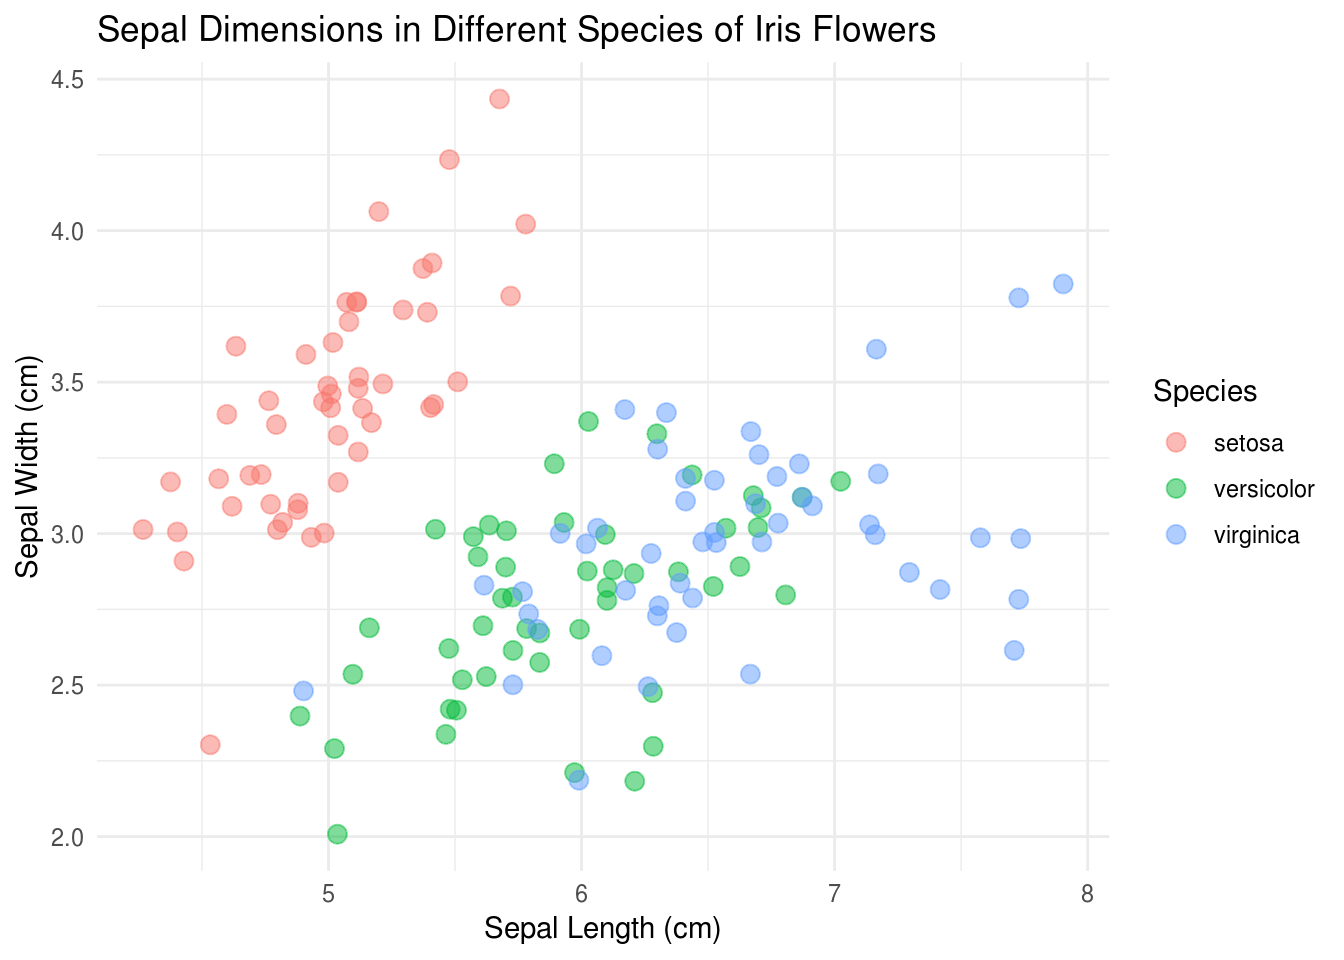 Sepal Dimensions in Different Species of Iris Flowers
4.5
4.0
3.5
3.0
2.5
2.0
Sepal Width (cm)
5 6 7 8
Sepal Length (cm)
Species
setosa
versicolor
virginica